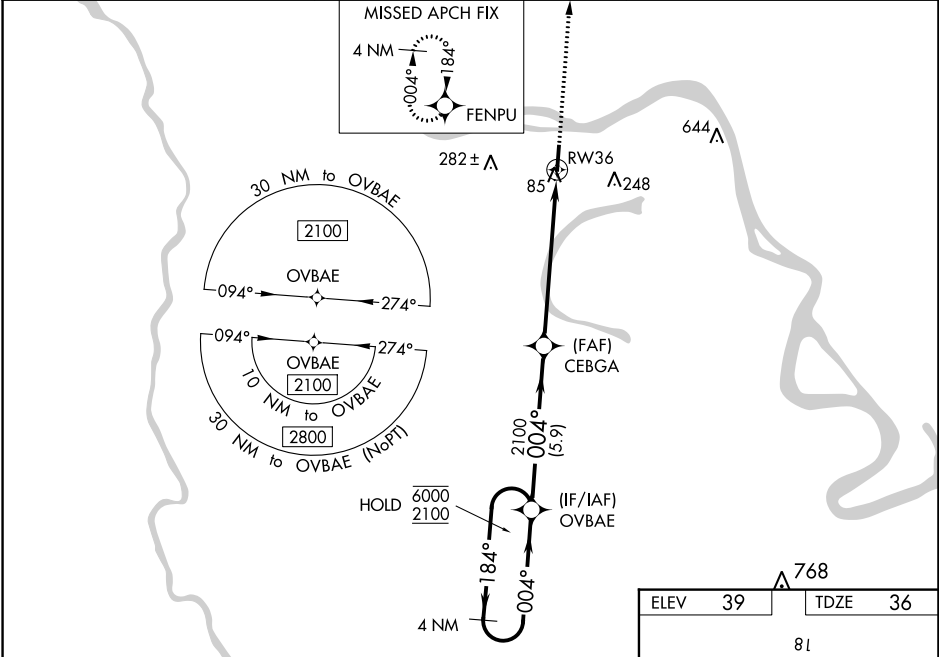 MISSED APCH FIX
4 NM
004°
184°
FENPU
644
282±
RW36
85
248
30 NM to OVBAE
2100
OVBAE
094°
274°
094°
274°
OVBAE
2100
10 NM to OVBAE
2800
30 NM to OVBAE (NoPT)
(FAF)
CEBGA
2100
004°
(5.9)
HOLD
6000
2100
(IF/IAF)
OVBAE
184°
004°
4 NM
768
ELEV 39
TDZE 36
18